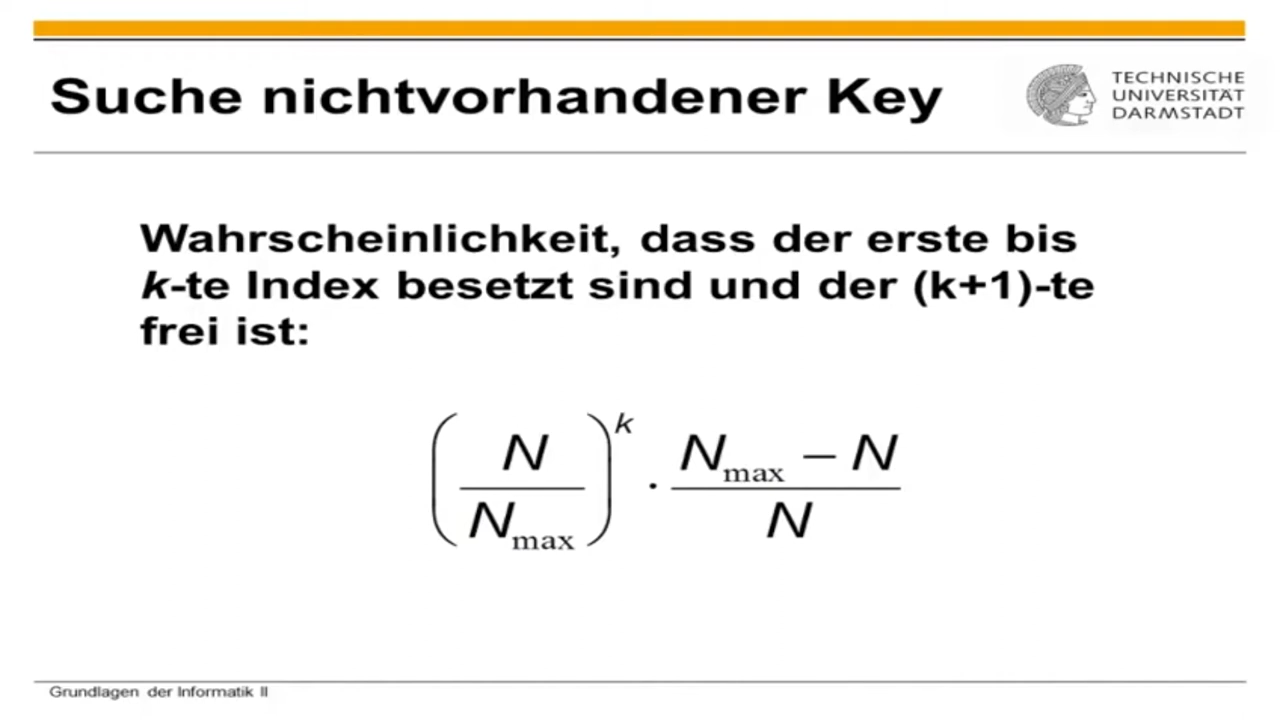 Suche nichtvorhandener Key
TECHNISCHE
UNIVERSITÄT
DARMSTADT
Wahrscheinlichkeit, dass der erste bis
k-te Index besetzt sind und der (k+1)-te
frei ist:
(N / N_max)^k · (N_max − N) / N
Grundlagen der Informatik II